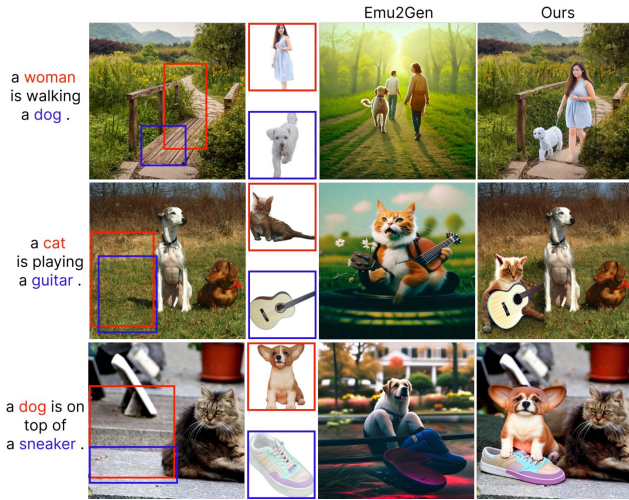 Emu2Gen
Ours
a woman
is walking
a dog .
a cat
is playing
a guitar .
a dog is on
top of
a sneaker .